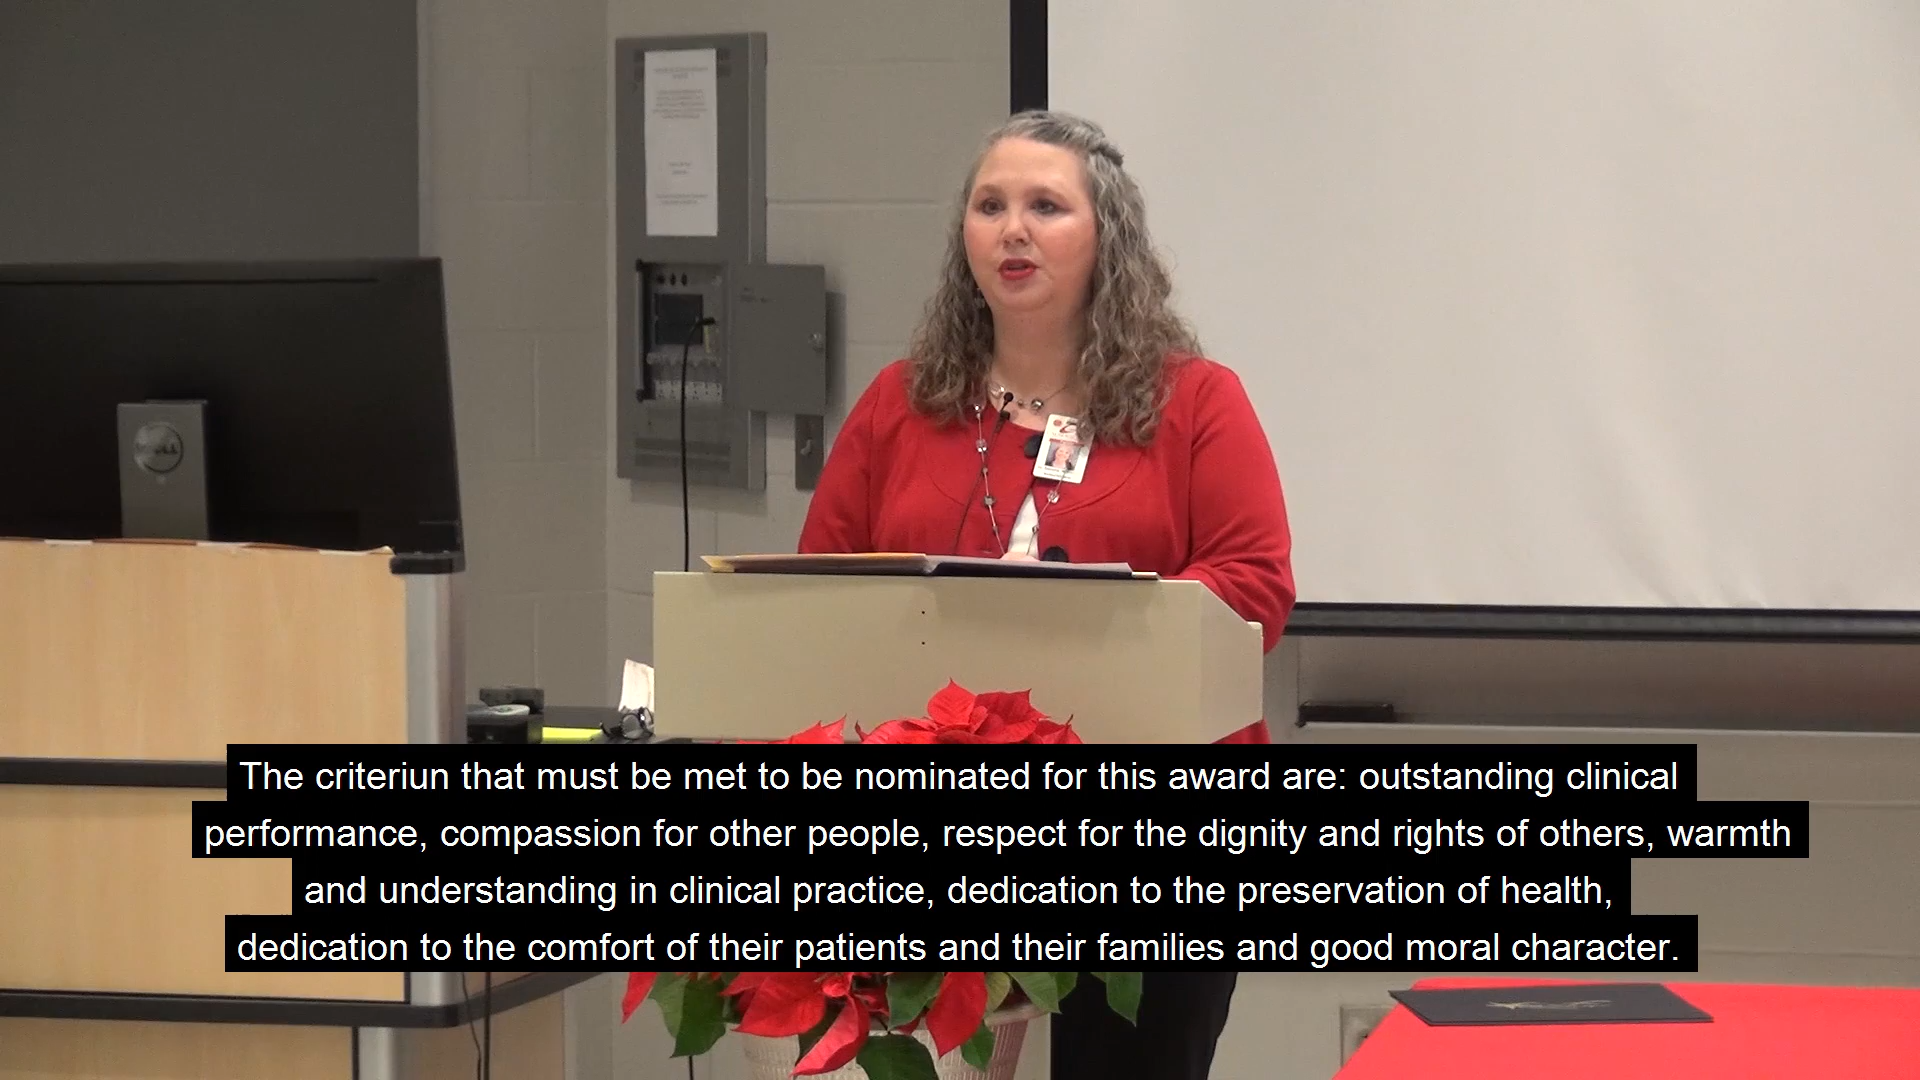 The criteriun that must be met to be nominated for this award are: outstanding clinical
performance, compassion for other people, respect for the dignity and rights of others, warmth
and understanding in clinical practice, dedication to the preservation of health,
dedication to the comfort of their patients and their families and good moral character.